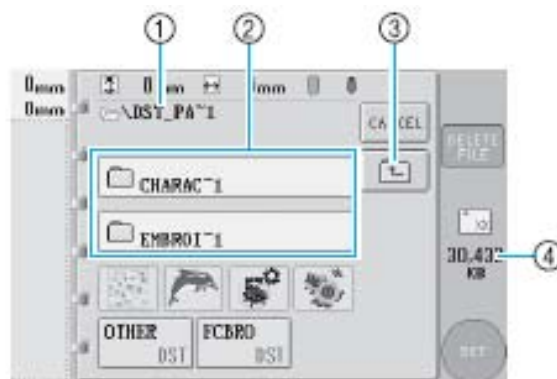 ① ② ③
0mm 0mm mm
0mm
\DST_PA~1
CANCEL
DELETE FILE
CHARAC~1
EMBROI~1
④
30,432 KB
OTHER DST
FCBRO DST
SET